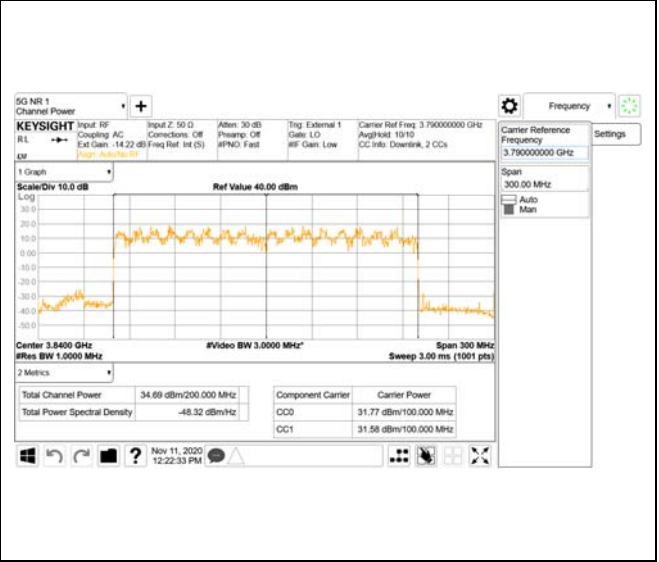 5G NR 1
Channel Power
Frequency
KEYSIGHT Input: RF Input Z: 50 Ω Atten: 30 dB Trig: External 1 Carrier Ref Freq: 3.790000000 GHz
RL Coupling: AC Corrections: Off Preamp: Off Gate: LO Avg|Hold: 10/10
Ext Gain: -14.22 dB Freq Ref: Int (S) #PNO: Fast #IF Gain: Low CC Info: Downlink, 2 CCs
Align: Auto/No RF
Carrier Reference
Frequency
3.790000000 GHz
Settings
Span
300.00 MHz
Auto
Man
1 Graph
Scale/Div 10.0 dB Ref Value 40.00 dBm
Log
30.0
20.0
10.0
0.00
-10.0
-20.0
-30.0
-40.0
-50.0
Center 3.8400 GHz #Video BW 3.0000 MHz* Span 300 MHz
#Res BW 1.0000 MHz Sweep 3.00 ms (1001 pts)
2 Metrics
Total Channel Power 34.69 dBm/200.000 MHz
Total Power Spectral Density -48.32 dBm/Hz
Component Carrier Carrier Power
CC0 31.77 dBm/100.000 MHz
CC1 31.58 dBm/100.000 MHz
? Nov 11, 2020
12:22:33 PM